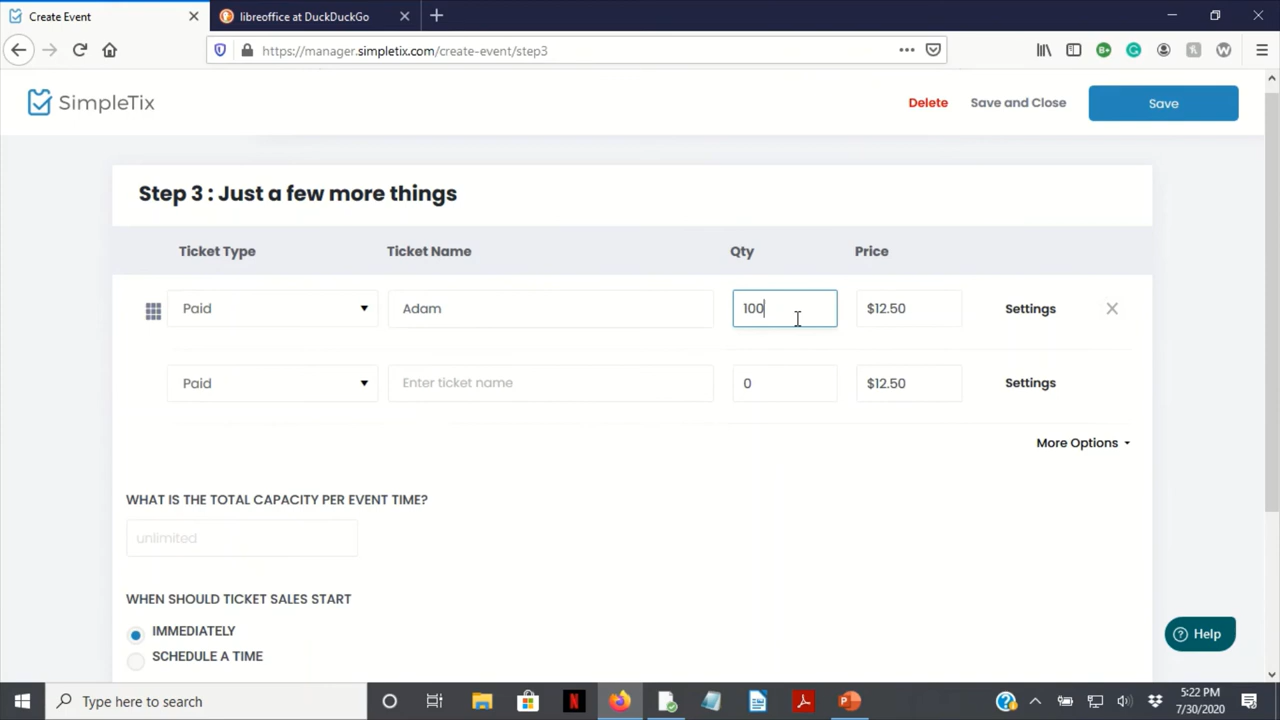 Create Event
libreoffice at DuckDuckGo
https://manager.simpletix.com/create-event/step3
SimpleTix
Delete
Save and Close
Save
Step 3 : Just a few more things
Ticket Type
Ticket Name
Qty
Price
Paid
Adam
100
$12.50
Settings
Paid
Enter ticket name
0
$12.50
Settings
More Options
WHAT IS THE TOTAL CAPACITY PER EVENT TIME?
unlimited
WHEN SHOULD TICKET SALES START
IMMEDIATELY
SCHEDULE A TIME
Help
Type here to search
5:22 PM
7/30/2020